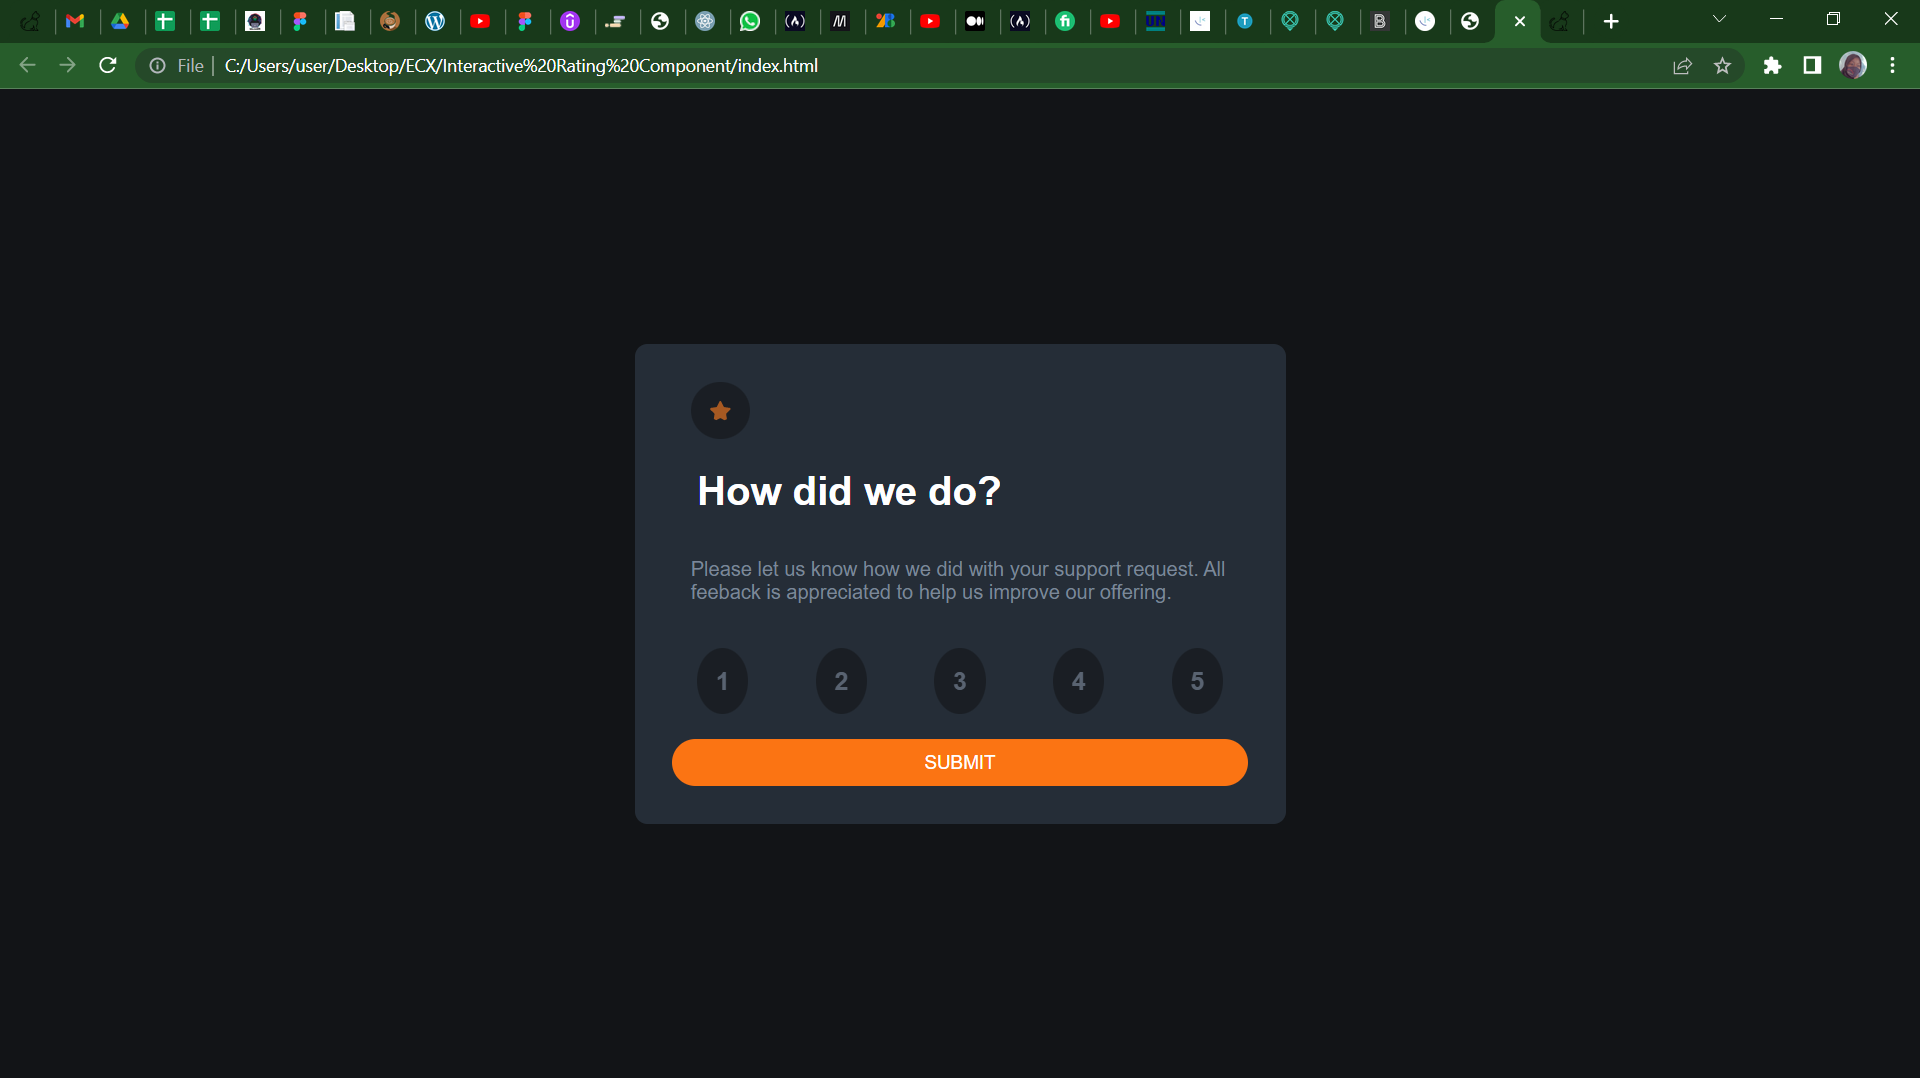 File
C:/Users/user/Desktop/ECX/Interactive%20Rating%20Component/index.html
How did we do?
Please let us know how we did with your support request. All
feeback is appreciated to help us improve our offering.
1 2 3 4 5
SUBMIT